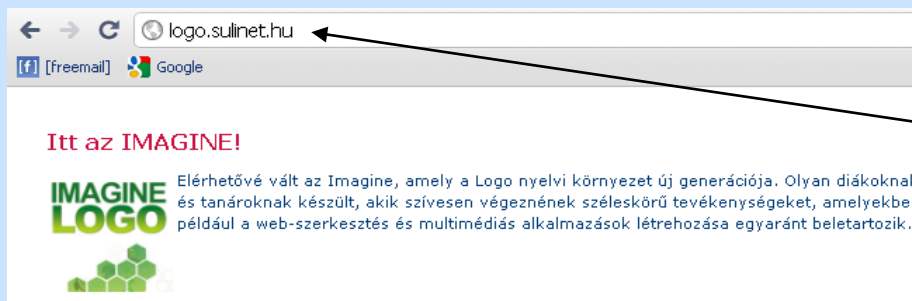 logo.sulinet.hu
[f] [freemail] Google
Itt az IMAGINE!
IMAGINE
LOGO
Elérhetővé vált az Imagine, amely a Logo nyelvi környezet új generációja. Olyan diákoknak
és tanároknak készült, akik szívesen végeznének széleskörű tevékenységeket, amelyekbe
például a web-szerkesztés és multimédiás alkalmazások létrehozása egyaránt beletartozik.